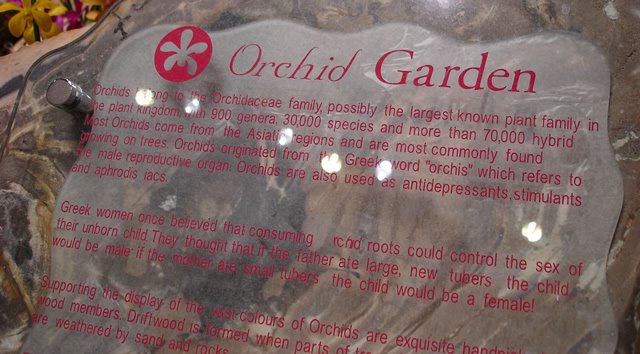 Orchid Garden
Orchids to the Orchidaceae family, possibly the largest known plant family in
the plant kingdom, with 900 genera, 30,000 species and more than 70,000 hybrid
Most Orchids come from the Asiatic regions and are most commonly found
growing on trees. Orchids originated from the Greek word "orchis" which refers to
the male reproductive organ. Orchids are also used as antidepressants, stimulants
and aphrodis iacs.
Greek women once believed that consuming rchid roots could control the sex of
their unborn child. They thought that if the father ate large, new tubers the child
would be male if the mother ate small tubers the child would be a female!
Supporting the display of the vast colours of Orchids are exquisite
wood members. Driftwood is formed when parts of
are weathered by sand and rocks